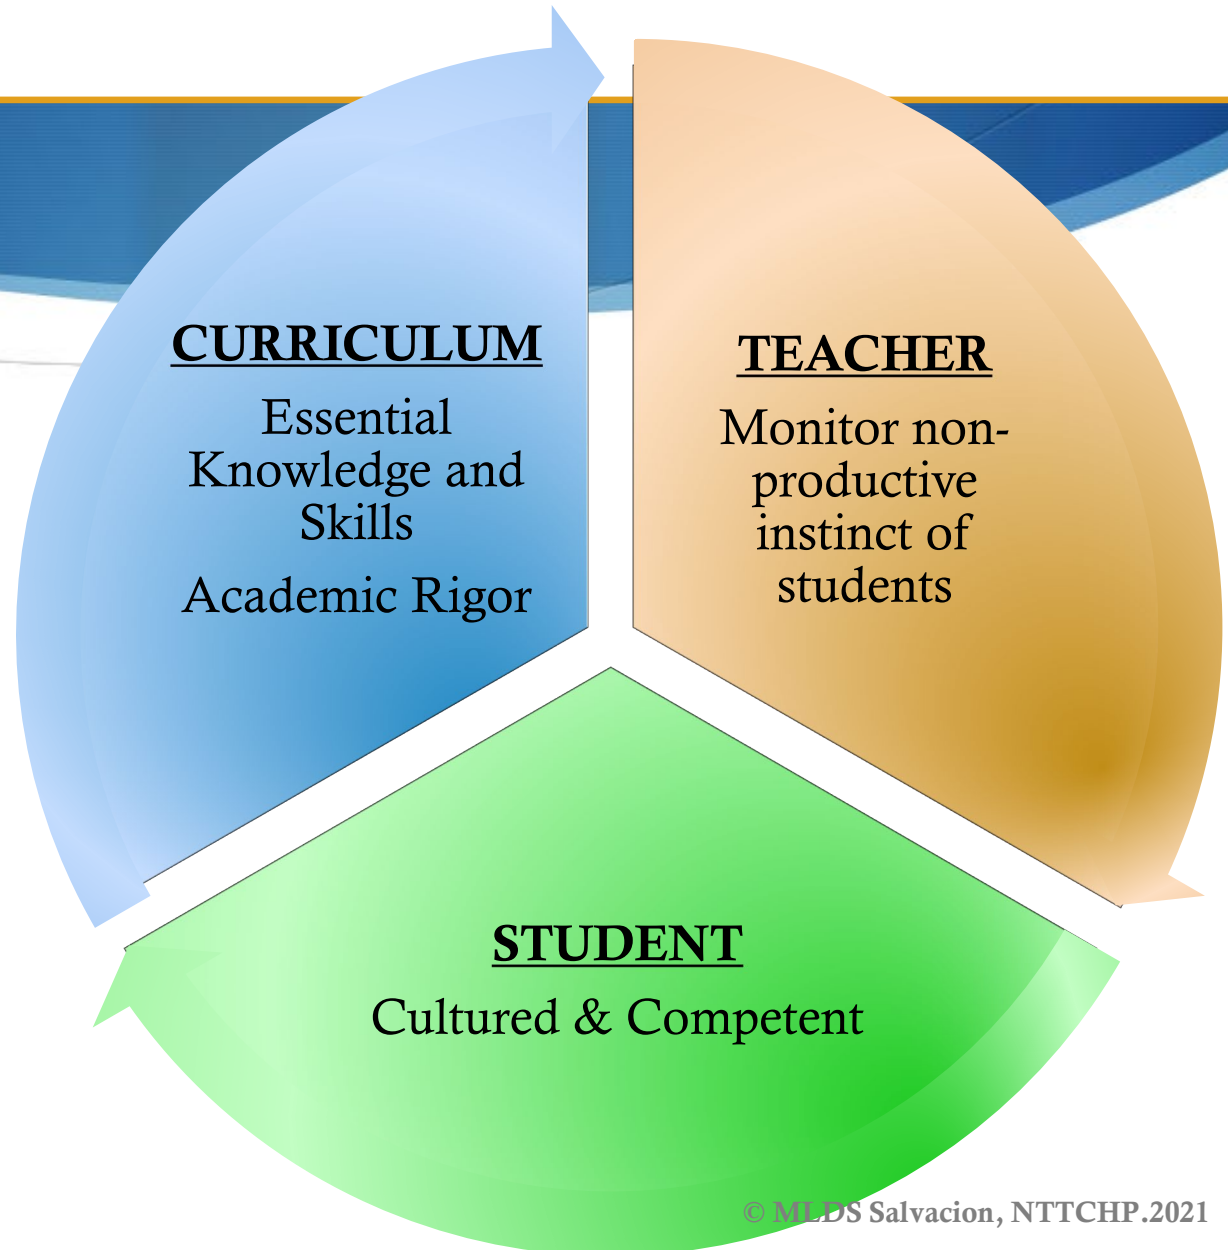 CURRICULUM
Essential
Knowledge and
Skills
Academic Rigor
TEACHER
Monitor non-
productive
instinct of
students
STUDENT
Cultured & Competent
© MLDS Salvacion, NTTCHP.2021